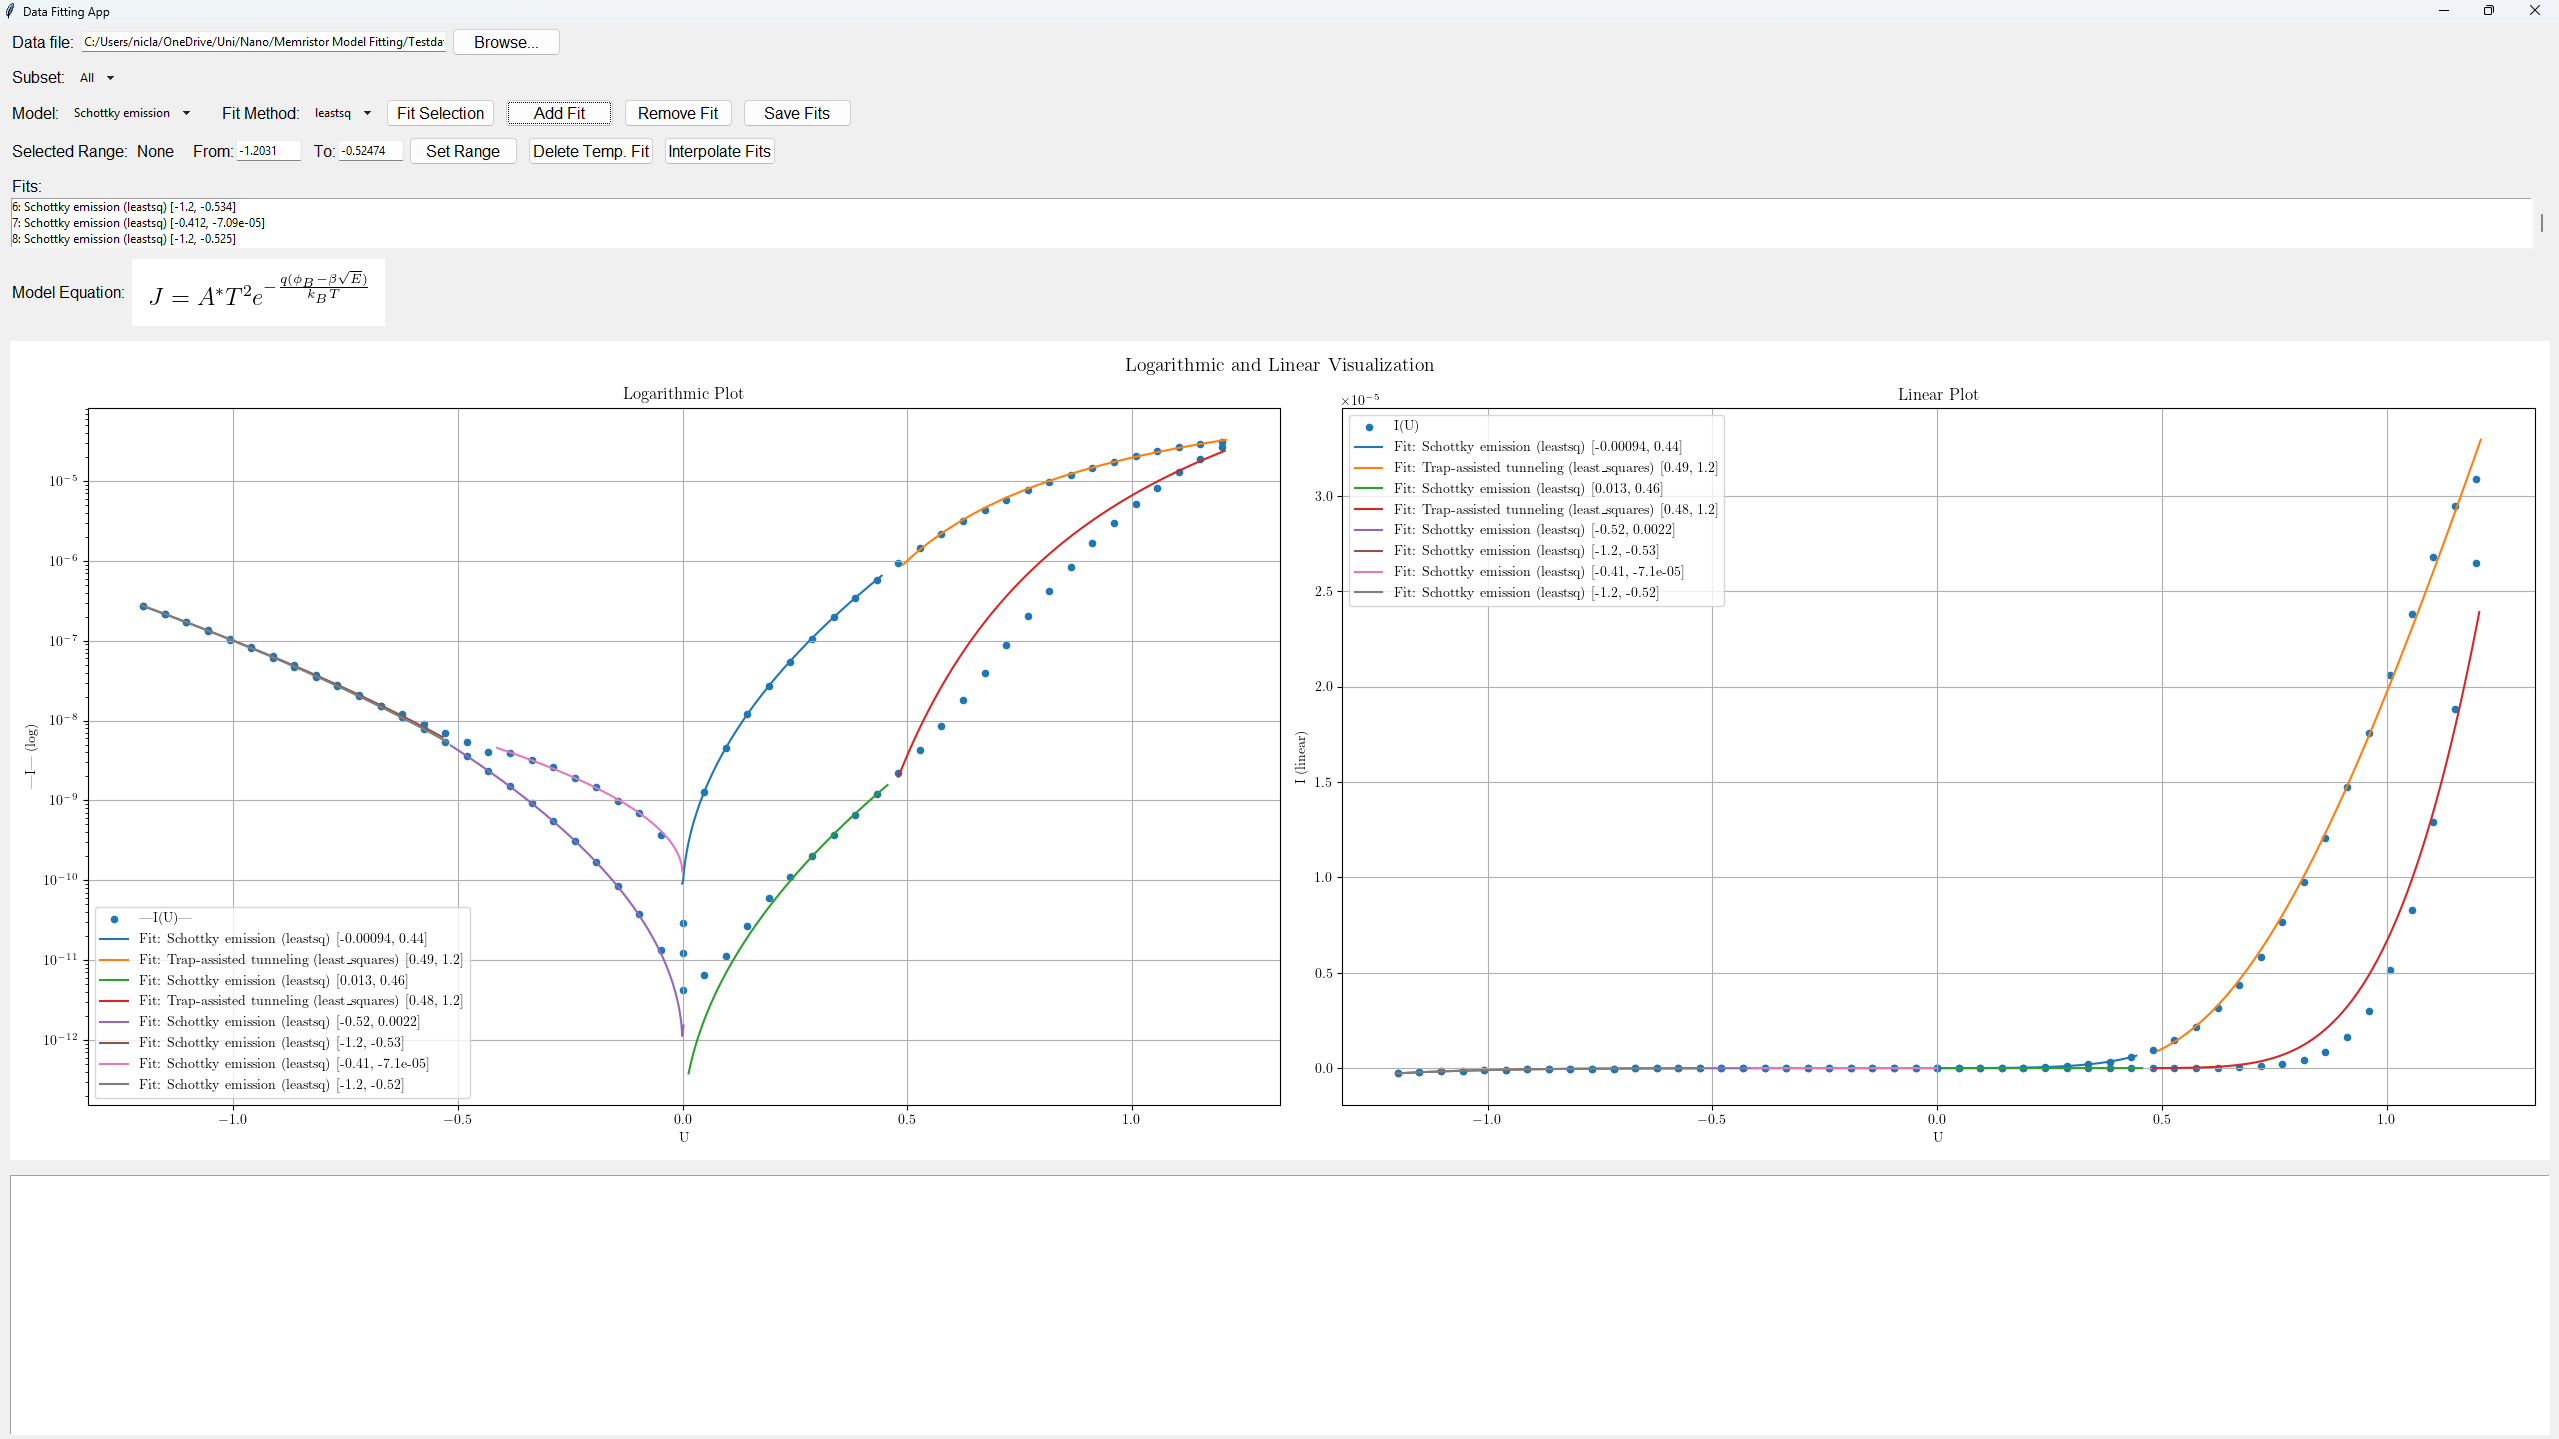 Data Fitting App
Data file: C:/Users/nicla/OneDrive/Uni/Nano/Memristor Model Fitting/Testda Browse...
Subset: All
Model: Schottky emission Fit Method: leastsq Fit Selection Add Fit Remove Fit Save Fits
Selected Range: None From: -1.2031 To: -0.52474 Set Range Delete Temp. Fit Interpolate Fits
Fits:
6: Schottky emission (leastsq) [-1.2, -0.534]
7: Schottky emission (leastsq) [-0.412, -7.09e-05]
8: Schottky emission (leastsq) [-1.2, -0.525]
Model Equation: J = A*T²e^{-\frac{q(ϕ_B−β√E)}{k_B T}}
Logarithmic and Linear Visualization
Logarithmic Plot
—I— (log)
10⁻⁵
10⁻⁶
10⁻⁷
10⁻⁸
10⁻⁹
10⁻¹⁰
10⁻¹¹
10⁻¹²
—I(U)—
Fit: Schottky emission (leastsq) [-0.00094, 0.44]
Fit: Trap-assisted tunneling (least_squares) [0.49, 1.2]
Fit: Schottky emission (leastsq) [0.013, 0.46]
Fit: Trap-assisted tunneling (least_squares) [0.48, 1.2]
Fit: Schottky emission (leastsq) [-0.52, 0.0022]
Fit: Schottky emission (leastsq) [-1.2, -0.53]
Fit: Schottky emission (leastsq) [-0.41, -7.1e-05]
Fit: Schottky emission (leastsq) [-1.2, -0.52]
−1.0 −0.5 0.0 0.5 1.0
U
Linear Plot
×10⁻⁵
I (linear)
3.0
2.5
2.0
1.5
1.0
0.5
0.0
I(U)
Fit: Schottky emission (leastsq) [-0.00094, 0.44]
Fit: Trap-assisted tunneling (least_squares) [0.49, 1.2]
Fit: Schottky emission (leastsq) [0.013, 0.46]
Fit: Trap-assisted tunneling (least_squares) [0.48, 1.2]
Fit: Schottky emission (leastsq) [-0.52, 0.0022]
Fit: Schottky emission (leastsq) [-1.2, -0.53]
Fit: Schottky emission (leastsq) [-0.41, -7.1e-05]
Fit: Schottky emission (leastsq) [-1.2, -0.52]
−1.0 −0.5 0.0 0.5 1.0
U